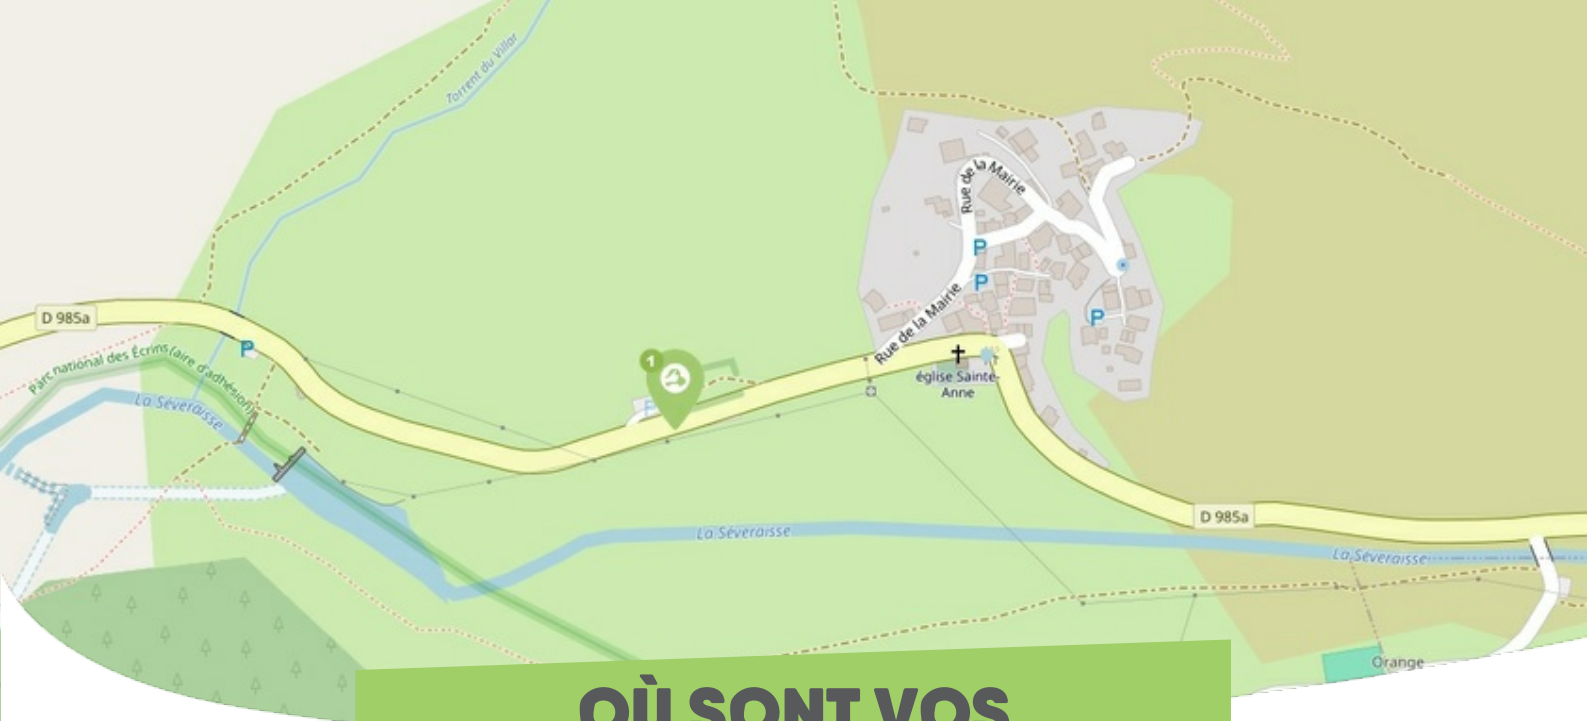 Torrent du Villar
Rue de la Mairie
P
P
Rue de la Mairie
P
D 985a
P
Parc national des Écrins (aire d'adhésion)
1
église Sainte-
Anne
La Séveraisse
P
D 985a
La Séveraisse
La Séveraisse
Orange
OÙ SONT VOS